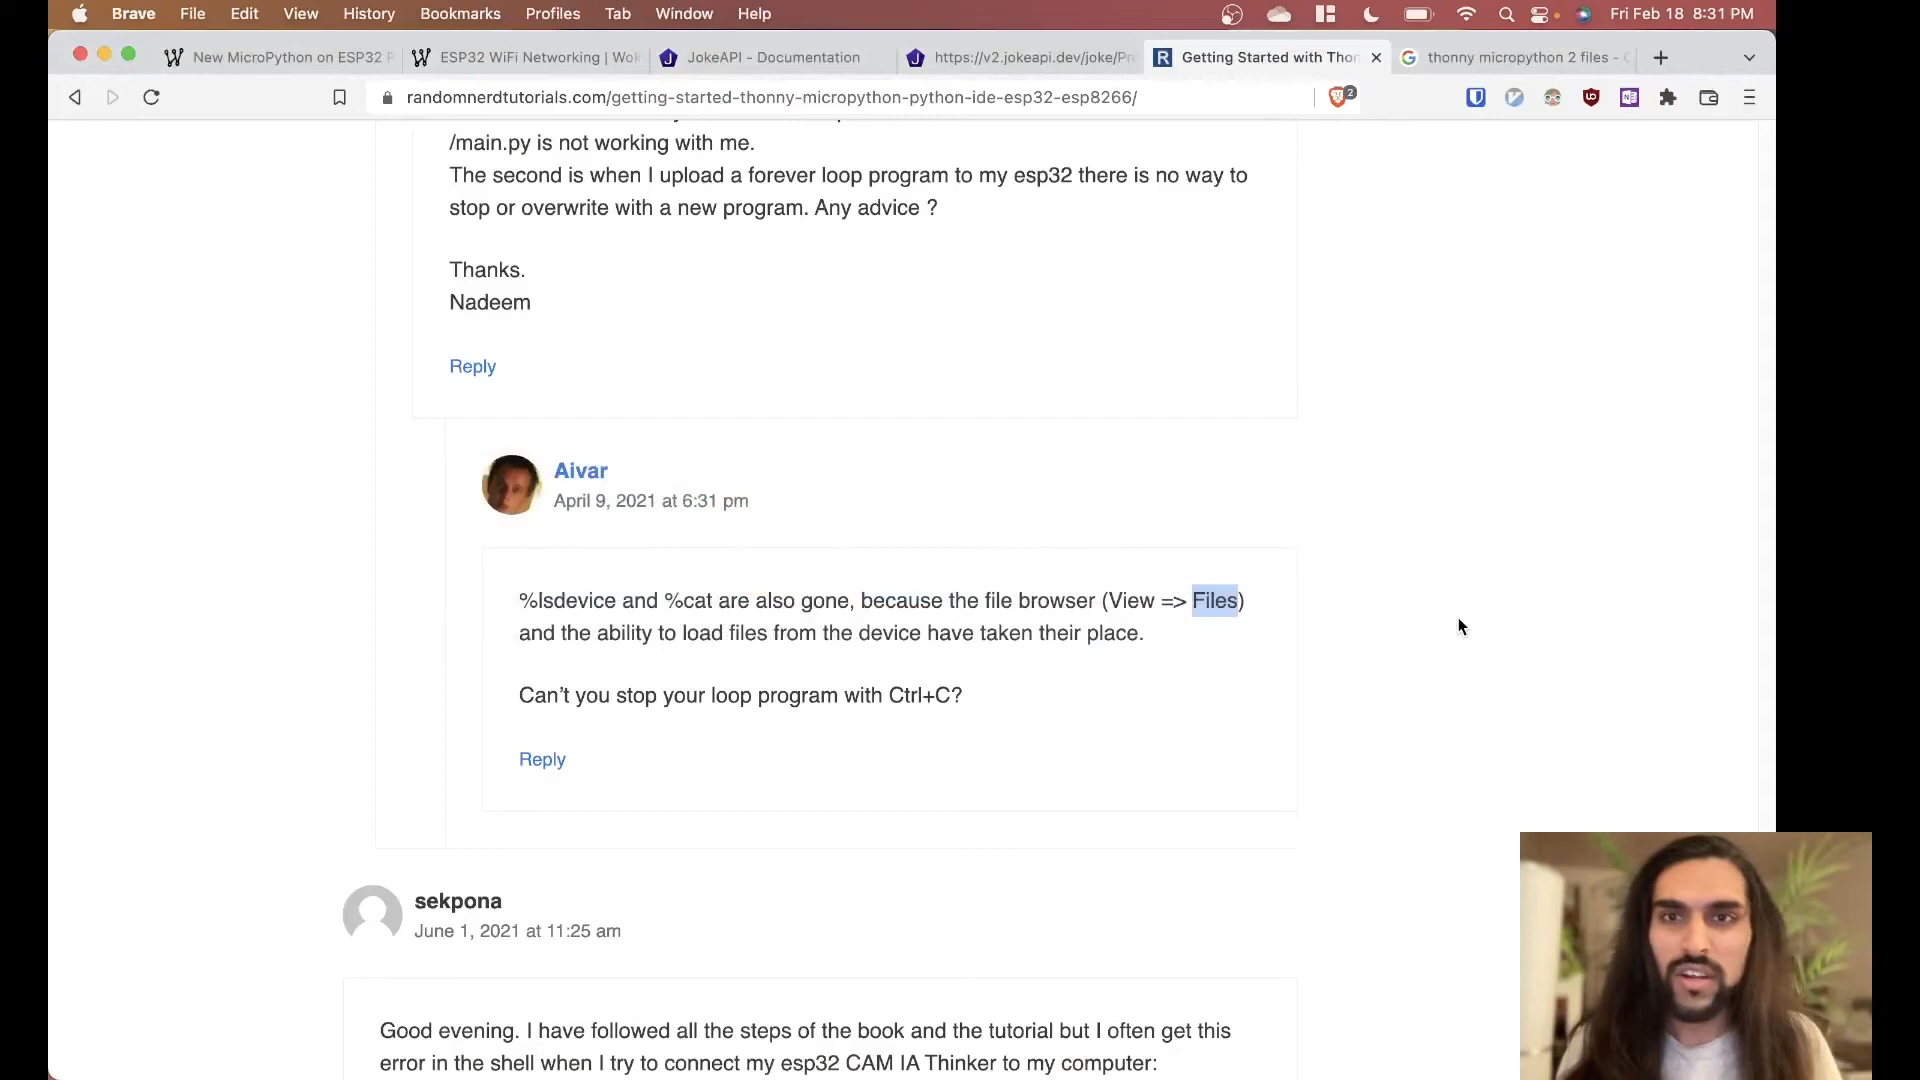 Brave File Edit View History Bookmarks Profiles Tab Window Help Fri Feb 18 8:31 PM
New MicroPython on ESP32 ESP32 WiFi Networking | Wok JokeAPI - Documentation https://v2.jokeapi.dev/joke/Pr Getting Started with Thon thonny micropython 2 files -
randomnerdtutorials.com/getting-started-thonny-micropython-python-ide-esp32-esp8266/ 2
/main.py is not working with me.
The second is when I upload a forever loop program to my esp32 there is no way to
stop or overwrite with a new program. Any advice ?
Thanks.
Nadeem
Reply
Aivar
April 9, 2021 at 6:31 pm
%lsdevice and %cat are also gone, because the file browser (View => Files)
and the ability to load files from the device have taken their place.
Can’t you stop your loop program with Ctrl+C?
Reply
sekpona
June 1, 2021 at 11:25 am
Good evening. I have followed all the steps of the book and the tutorial but I often get this
error in the shell when I try to connect my esp32 CAM IA Thinker to my computer: